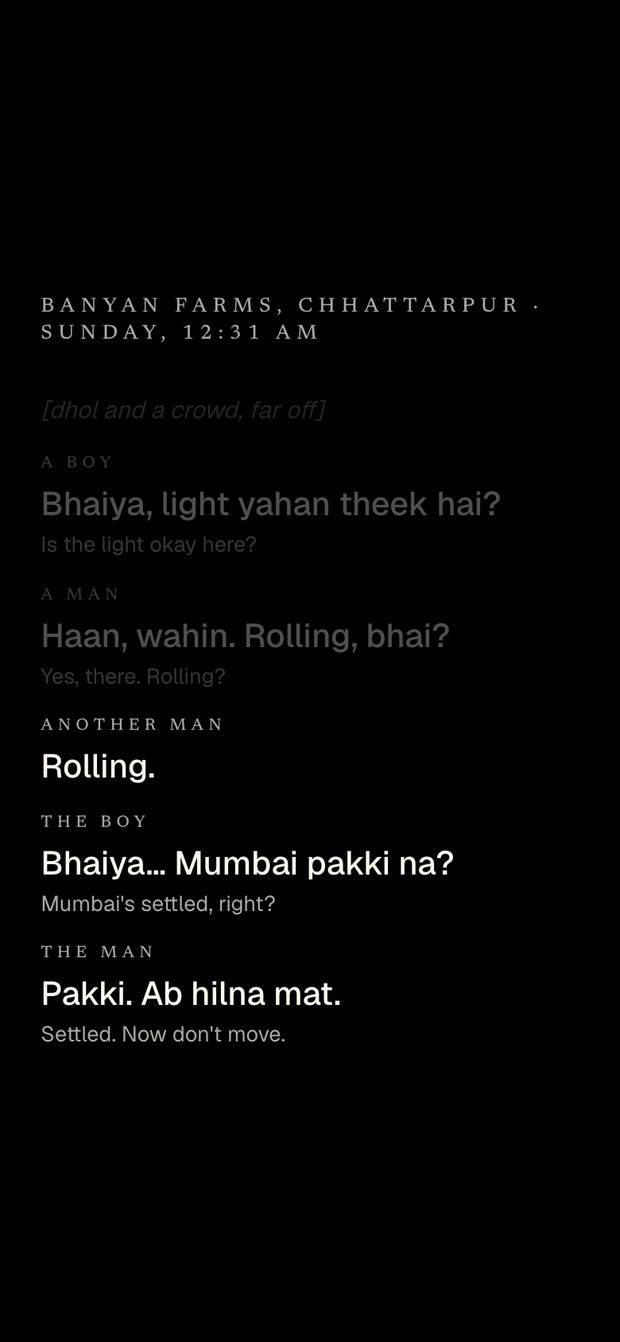 BANYAN FARMS, CHHATTARPUR ·
SUNDAY, 12:31 AM
[dhol and a crowd, far off]
A BOY
Bhaiya, light yahan theek hai?
Is the light okay here?
A MAN
Haan, wahin. Rolling, bhai?
Yes, there. Rolling?
ANOTHER MAN
Rolling.
THE BOY
Bhaiya… Mumbai pakki na?
Mumbai's settled, right?
THE MAN
Pakki. Ab hilna mat.
Settled. Now don't move.